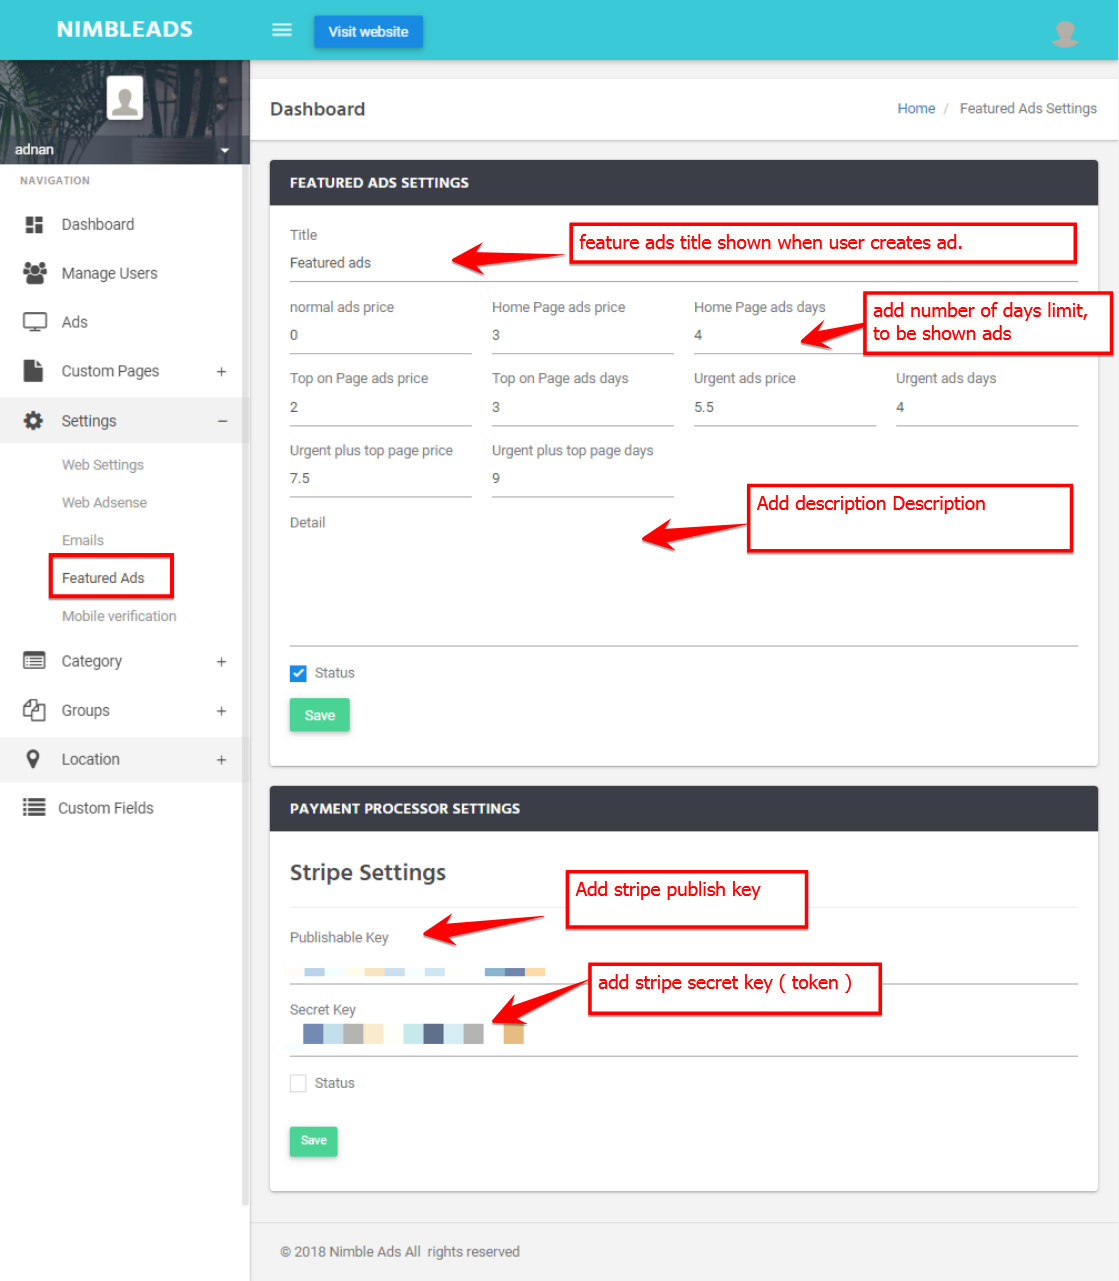 NIMBLEADS
Visit website
adnan
NAVIGATION
Dashboard
Manage Users
Ads
Custom Pages +
Settings −
Web Settings
Web Adsense
Emails
Featured Ads
Mobile verification
Category +
Groups +
Location +
Custom Fields
Dashboard
Home / Featured Ads Settings
FEATURED ADS SETTINGS
Title
feature ads title shown when user creates ad.
Featured ads
normal ads price Home Page ads price Home Page ads days
add number of days limit,
to be shown ads
0 3 4
Top on Page ads price Top on Page ads days Urgent ads price Urgent ads days
2 3 5.5 4
Urgent plus top page price Urgent plus top page days
7.5 9
Add description Description
Detail
Status
Save
PAYMENT PROCESSOR SETTINGS
Stripe Settings
Add stripe publish key
Publishable Key
add stripe secret key ( token )
Secret Key
Status
Save
© 2018 Nimble Ads All rights reserved